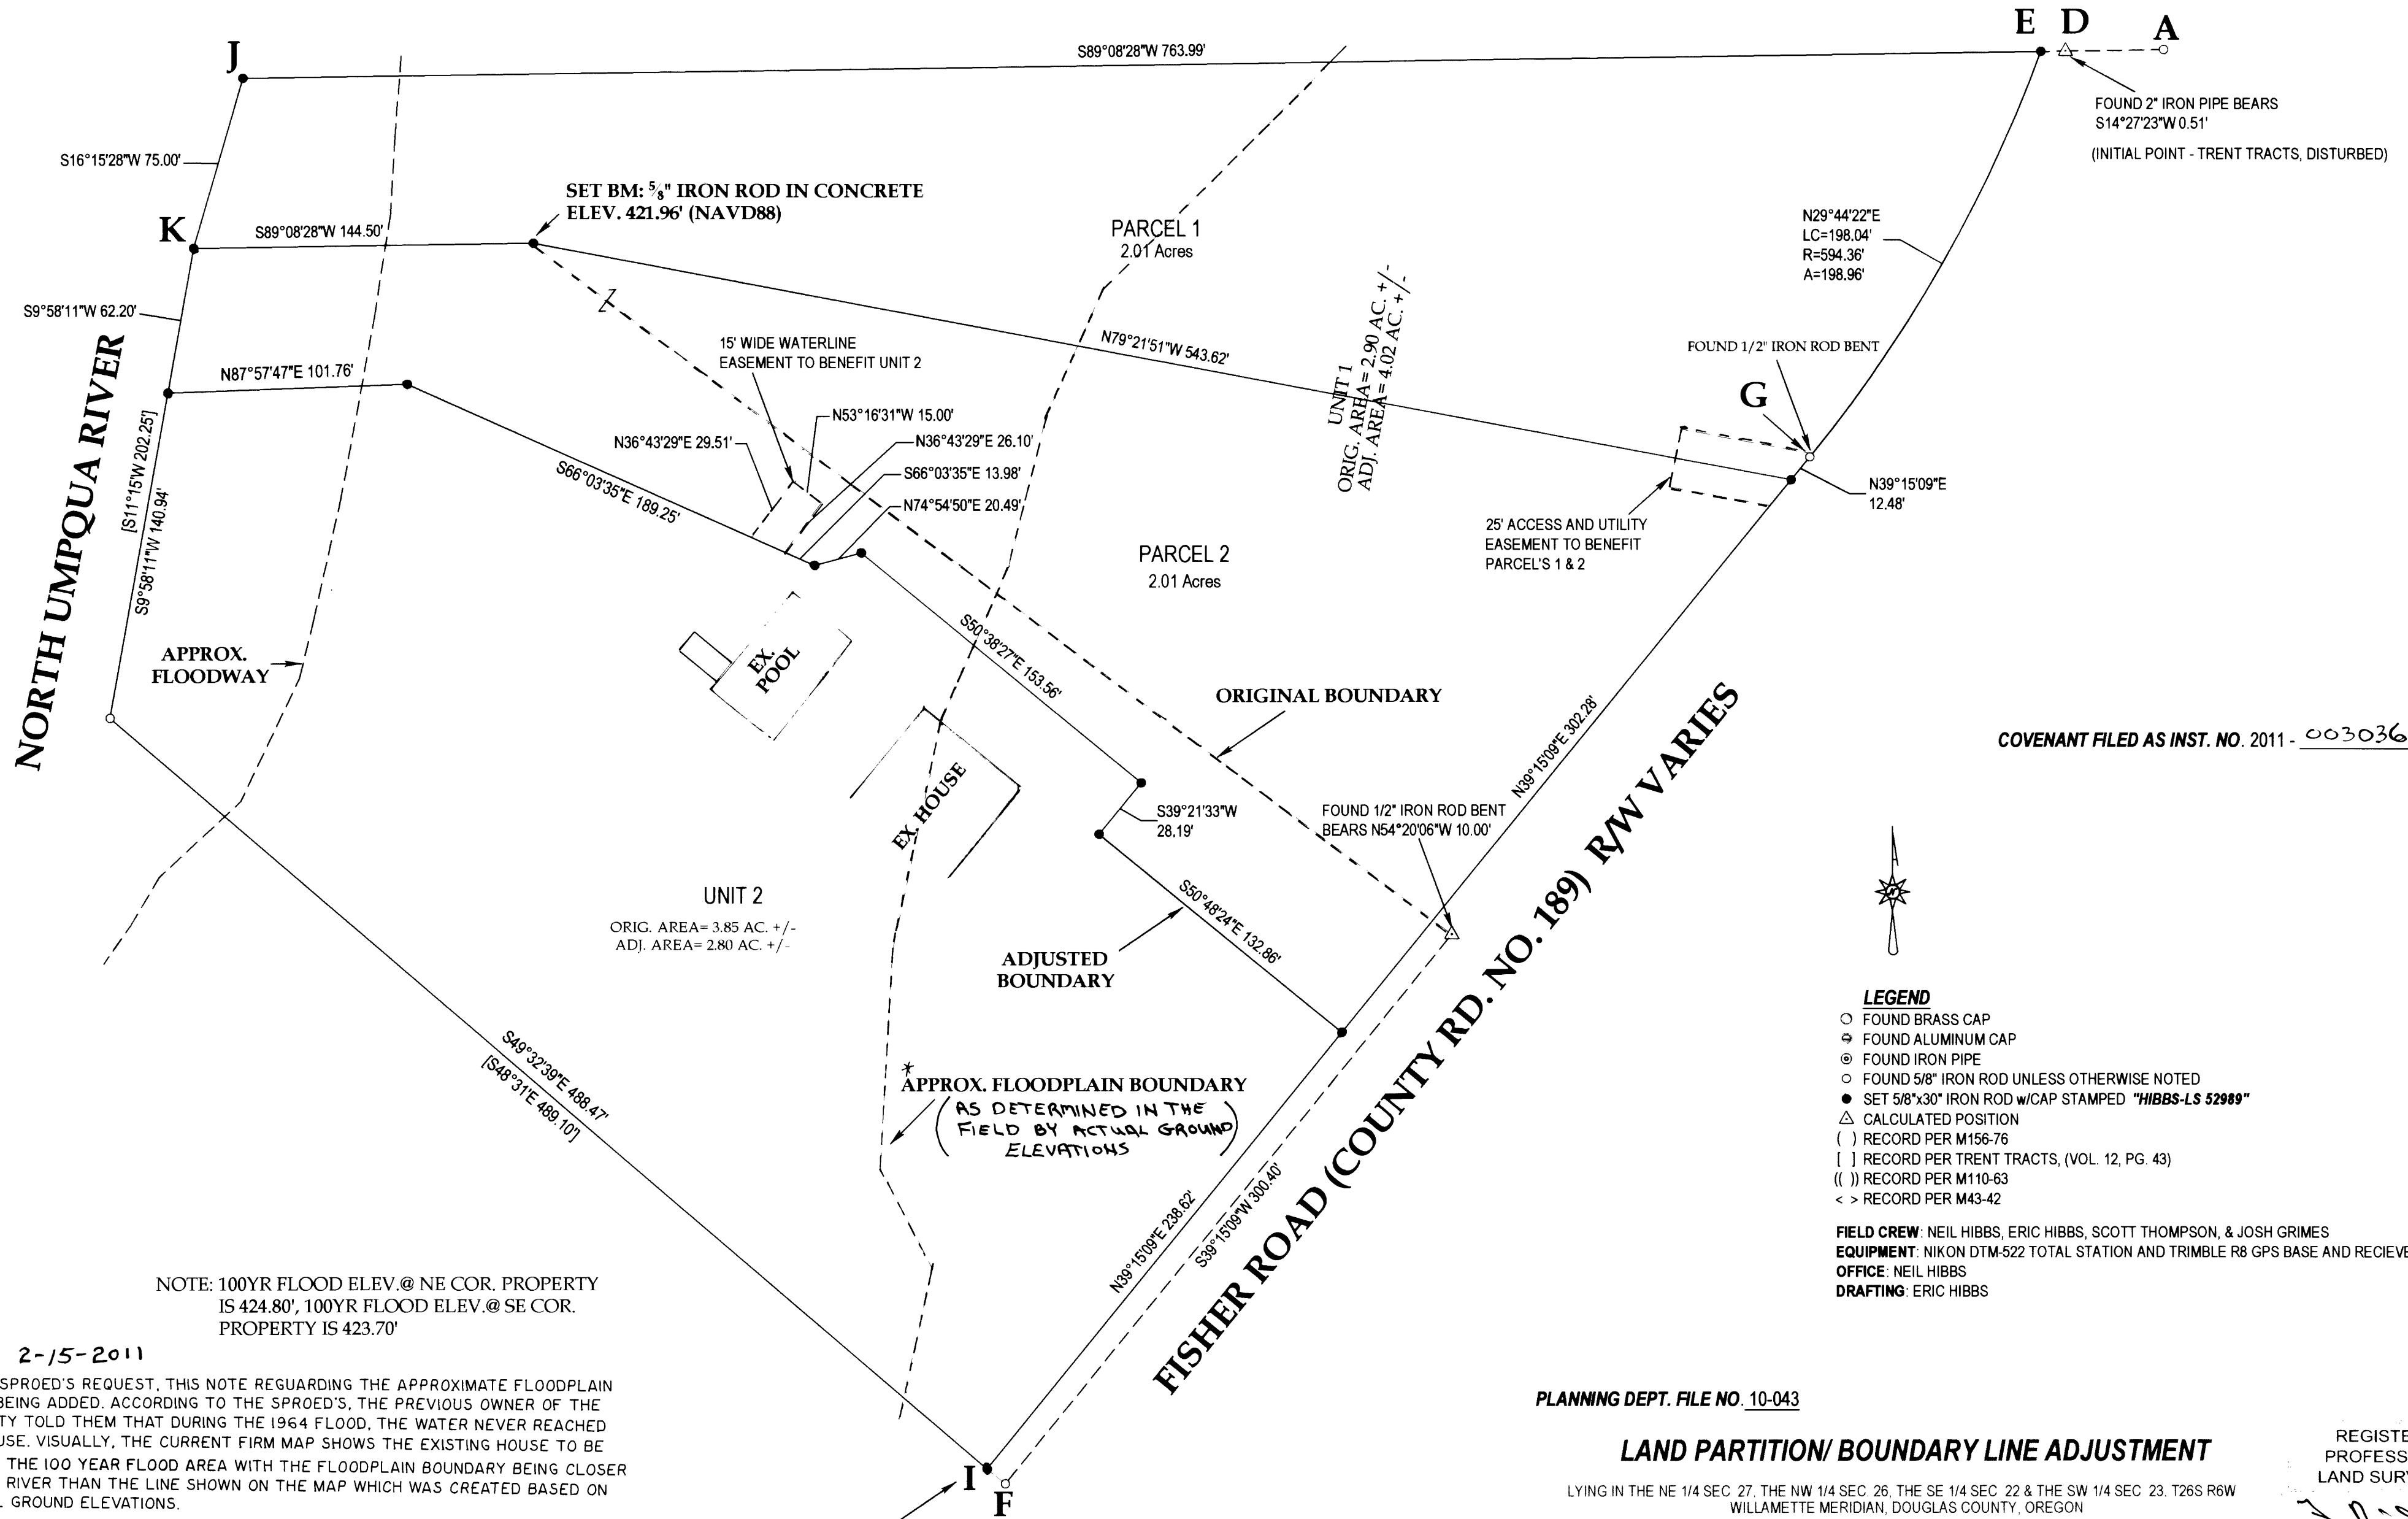 J
E D A
S89°08'28"W 763.99'
FOUND 2" IRON PIPE BEARS
S14°27'23"W 0.51'
(INITIAL POINT - TRENT TRACTS, DISTURBED)
S16°15'28"W 75.00'
SET BM: ⅝" IRON ROD IN CONCRETE
ELEV. 421.96' (NAVD88)
K
S89°08'28"W 144.50'
PARCEL 1
2.01 Acres
N29°44'22"E
LC=198.04'
R=594.36'
A=198.96'
S9°58'11"W 62.20'
NORTH UMPQUA RIVER
N87°57'47"E 101.76'
15' WIDE WATERLINE
EASEMENT TO BENEFIT UNIT 2
N79°21'51"W 543.62'
UNIT 1
ORIG. AREA= 2.90 AC. +/-
ADJ. AREA= 4.02 AC. +/-
FOUND 1/2" IRON ROD BENT
G
N53°16'31"W 15.00'
N36°43'29"E 29.51'
N36°43'29"E 26.10'
S66°03'35"E 13.98'
N74°54'50"E 20.49'
S66°03'35"E 189.25'
[S11°15'W 202.25']
S9°58'11"W 140.94'
N39°15'09"E
12.48'
25' ACCESS AND UTILITY
EASEMENT TO BENEFIT
PARCEL'S 1 & 2
PARCEL 2
2.01 Acres
APPROX.
FLOODWAY
EX.
POOL
S50°38'27"E 153.56'
ORIGINAL BOUNDARY
N39°15'09"E 302.28'
COVENANT FILED AS INST. NO. 2011 - 003036
EX. HOUSE
S39°21'33"W
28.19'
FOUND 1/2" IRON ROD BENT
BEARS N54°20'06"W 10.00'
FISHER ROAD (COUNTY RD. NO. 189) R/W VARIES
UNIT 2
ORIG. AREA= 3.85 AC. +/-
ADJ. AREA= 2.80 AC. +/-
S50°48'24"E 132.86'
ADJUSTED
BOUNDARY
S49°32'39"E 488.47'
[S48°31'E 489.10']
* APPROX. FLOODPLAIN BOUNDARY
(AS DETERMINED IN THE
FIELD BY ACTUAL GROUND
ELEVATIONS)
N39°15'09"E 238.62'
S39°15'09"W 300.40'
LEGEND
FOUND BRASS CAP
FOUND ALUMINUM CAP
FOUND IRON PIPE
FOUND 5/8" IRON ROD UNLESS OTHERWISE NOTED
SET 5/8"x30" IRON ROD w/CAP STAMPED "HIBBS-LS 52989"
CALCULATED POSITION
( ) RECORD PER M156-76
[ ] RECORD PER TRENT TRACTS, (VOL. 12, PG. 43)
(( )) RECORD PER M110-63
< > RECORD PER M43-42
FIELD CREW: NEIL HIBBS, ERIC HIBBS, SCOTT THOMPSON, & JOSH GRIMES
EQUIPMENT: NIKON DTM-522 TOTAL STATION AND TRIMBLE R8 GPS BASE AND RECIEVE
OFFICE: NEIL HIBBS
DRAFTING: ERIC HIBBS
NOTE: 100YR FLOOD ELEV.@ NE COR. PROPERTY
IS 424.80', 100YR FLOOD ELEV.@ SE COR.
PROPERTY IS 423.70'
2-15-2011
SPROED'S REQUEST, THIS NOTE REGUARDING THE APPROXIMATE FLOODPLAIN
BEING ADDED. ACCORDING TO THE SPROED'S, THE PREVIOUS OWNER OF THE
TY TOLD THEM THAT DURING THE 1964 FLOOD, THE WATER NEVER REACHED
USE. VISUALLY, THE CURRENT FIRM MAP SHOWS THE EXISTING HOUSE TO BE
THE 100 YEAR FLOOD AREA WITH THE FLOODPLAIN BOUNDARY BEING CLOSER
RIVER THAN THE LINE SHOWN ON THE MAP WHICH WAS CREATED BASED ON
L GROUND ELEVATIONS.
I
F
PLANNING DEPT. FILE NO. 10-043
LAND PARTITION/ BOUNDARY LINE ADJUSTMENT
LYING IN THE NE 1/4 SEC 27, THE NW 1/4 SEC. 26, THE SE 1/4 SEC 22 & THE SW 1/4 SEC 23. T26S R6W
WILLAMETTE MERIDIAN, DOUGLAS COUNTY, OREGON
REGISTE
PROFESS
LAND SUR